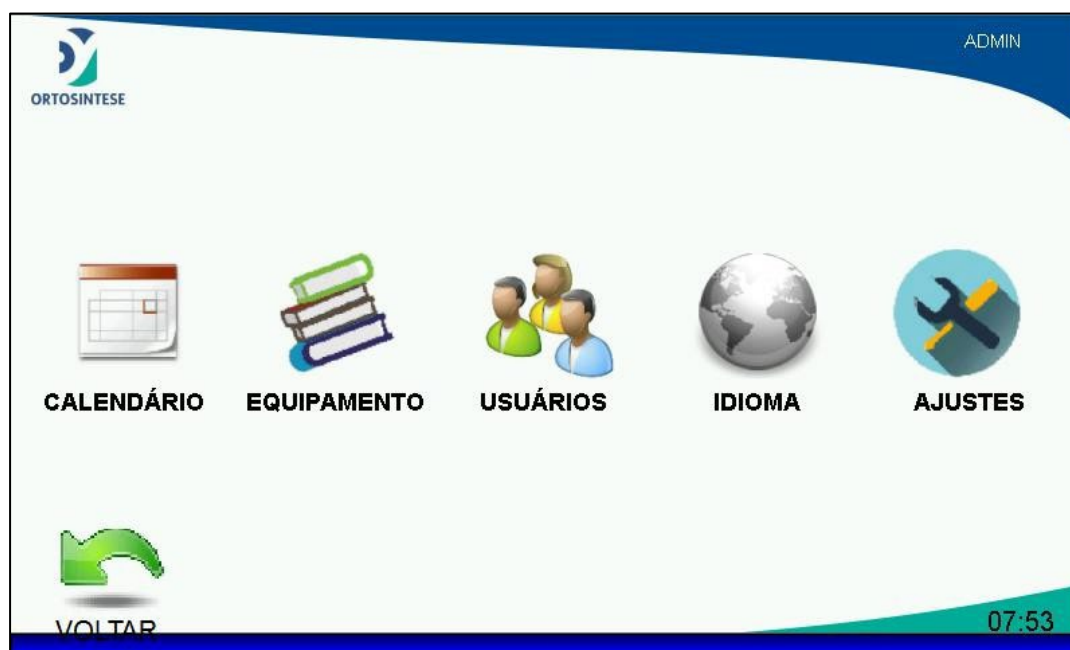 ADMIN
ORTOSINTESE
CALENDÁRIO
EQUIPAMENTO
USUÁRIOS
IDIOMA
AJUSTES
VOLTAR
07:53